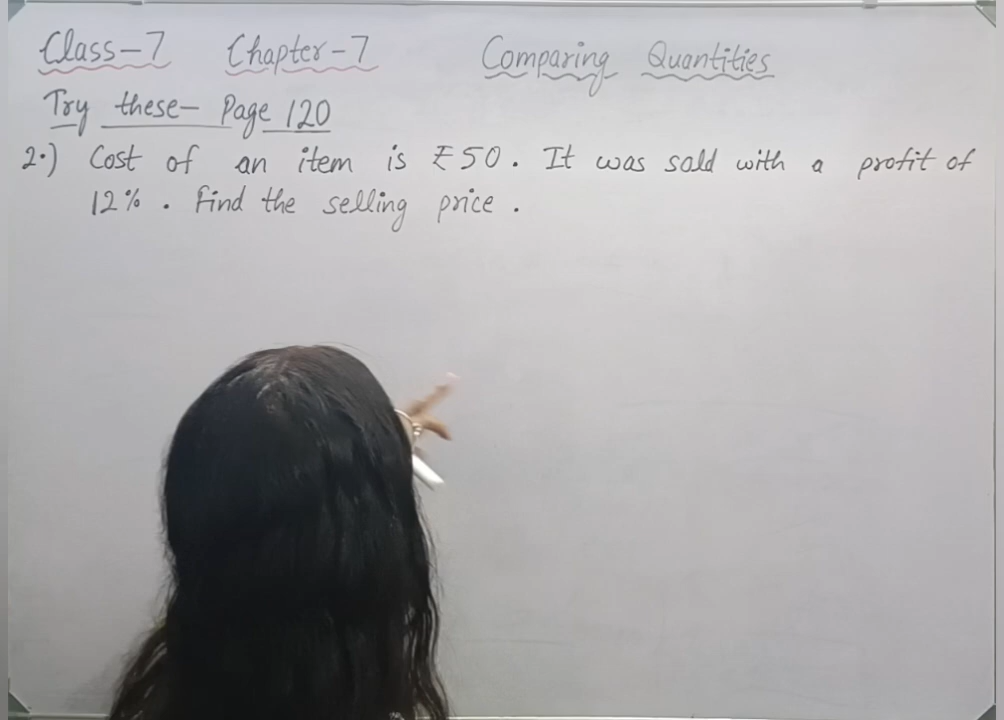 Class-7 Chapter-7 Comparing Quantities
Try these- Page 120
2.) Cost of an item is ₹50. It was sold with a profit of
12%. Find the selling price.